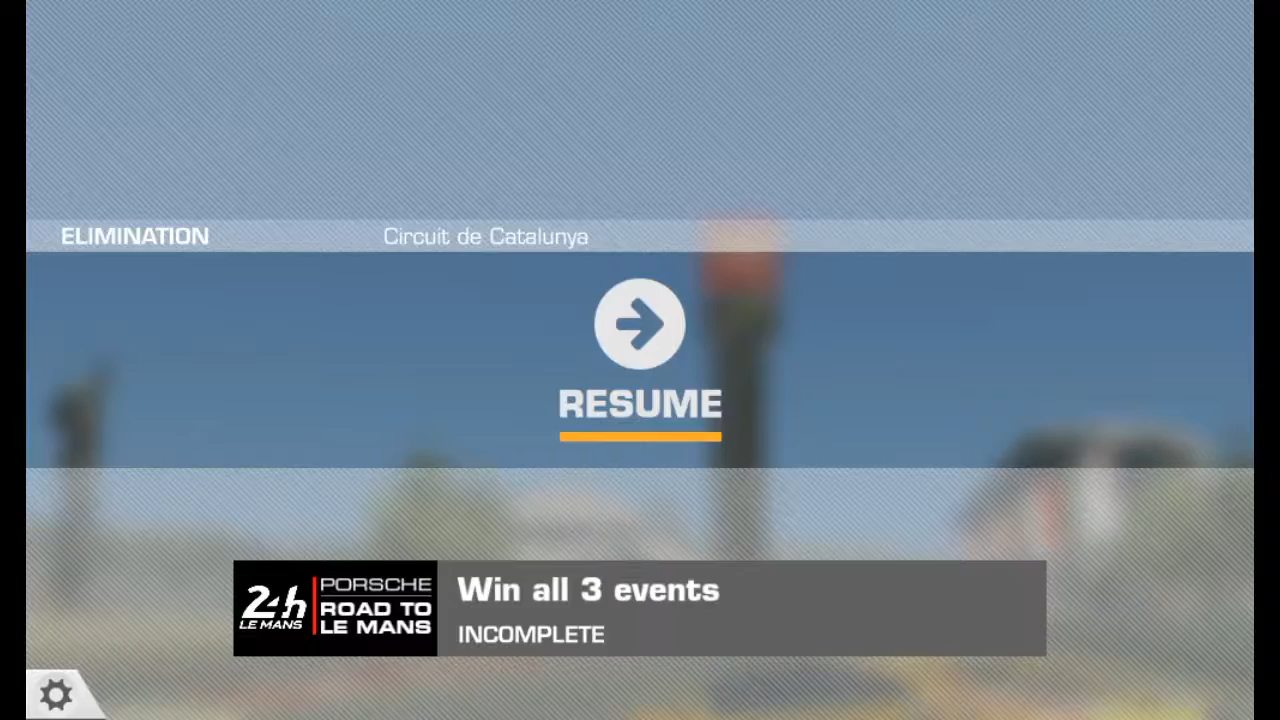 ELIMINATION
Circuit de Catalunya
RESUME
24h
LE MANS
PORSCHE
ROAD TO
LE MANS
Win all 3 events
INCOMPLETE